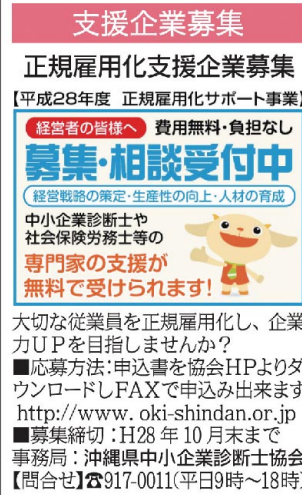 支援企業募集
正規雇用化支援企業募集
【平成28年度 正規雇用化サポート事業】
経営者の皆様へ 費用無料・負担なし
募集・相談受付中
経営戦略の策定・生産性の向上・人材の育成
中小企業診断士や
社会保険労務士等の
専門家の支援が
無料で受けられます!
大切な従業員を正規雇用化し、企業
力UPを目指しませんか?
■応募方法:申込書を協会HPよりダ
ウンロードしFAXで申込み出来ます
http://www.oki-shindan.or.jp
■募集締切:H28年10月末まで
事務局:沖縄県中小企業診断士協会
【問合せ】☎917-0011(平日9時~18時)